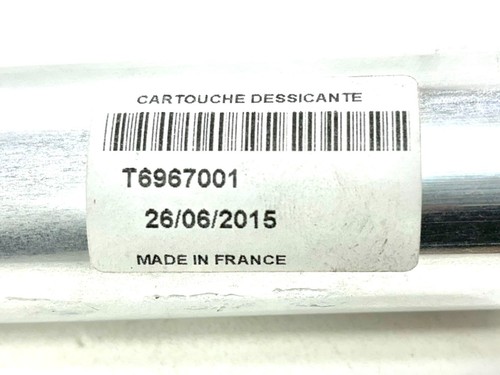 CARTOUCHE DESSICANTE
T6967001
26/06/2015
MADE IN FRANCE